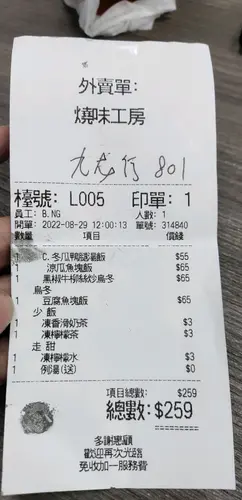 外賣單:
燒味工房
九龙行 801
檯號: L005 印單: 1
員工: B.NG 人數: 1
開單: 2022-08-29 12:00:13 單號: 314840
數量 項目 價錢
1 C.冬瓜鴨腿湯飯 $55
1 涼瓜魚塊飯 $65
1 黑椒牛柳絲炒烏冬 $65
烏冬
1 豆腐魚塊飯 $65
少飯
1 凍香滑奶茶 $3
1 凍檸檬茶 $3
走甜
1 凍檸檬水 $3
1 例湯(送) $0
項目總數: $259
總數: $259
多謝惠顧
歡迎再次光臨
免收加一服務費